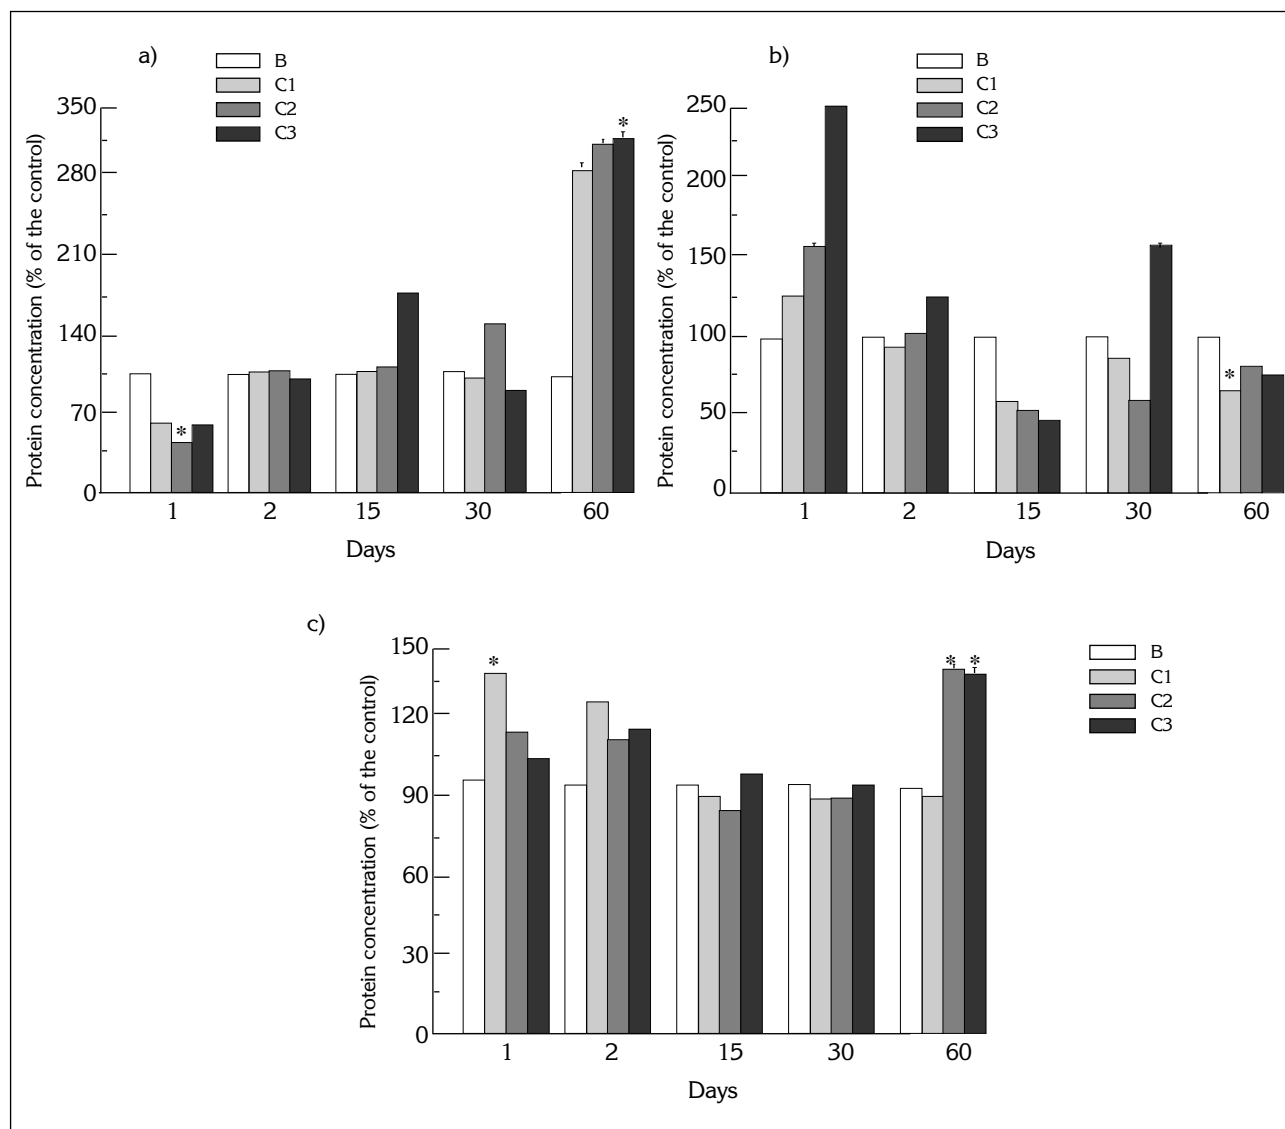 a)
B
C1
C2
C3
Protein concentration (% of the control)
350
280
210
140
70
0
*
*
1 2 15 30 60
Days
b)
B
C1
C2
C3
Protein concentration (% of the control)
250
200
150
100
50
0
*
1 2 15 30 60
Days
c)
B
C1
C2
C3
Protein concentration (% of the control)
150
120
90
60
30
0
* * *
1 2 15 30 60
Days